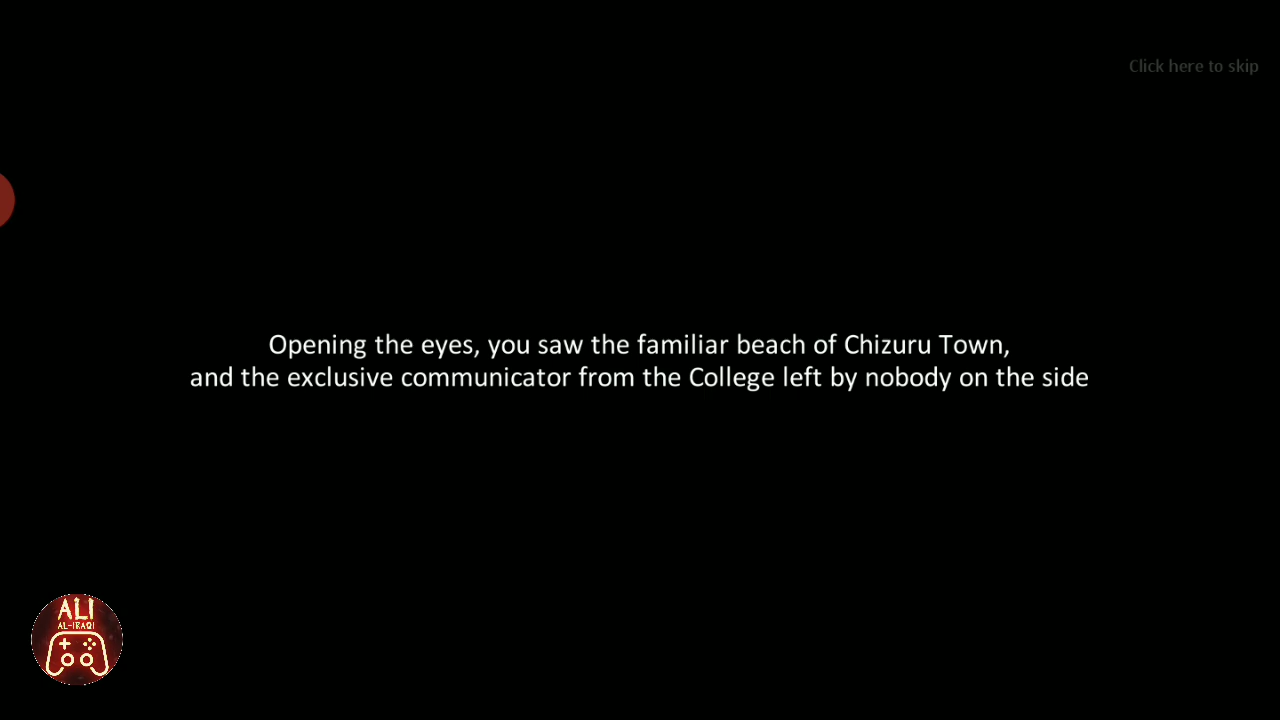 Click here to skip
Opening the eyes, you saw the familiar beach of Chizuru Town,
and the exclusive communicator from the College left by nobody on the side
ALI
AL-IRAQI